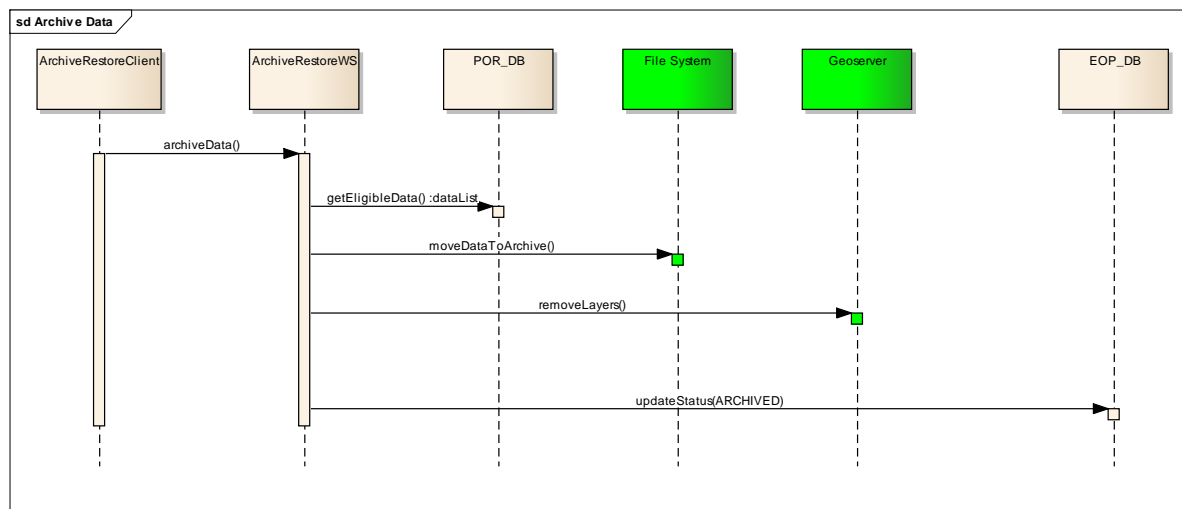 sd Archive Data
ArchiveRestoreClient
ArchiveRestoreWS
POR_DB
File System
Geoserver
EOP_DB
archiveData()
getEligibleData() :dataList
moveDataToArchive()
removeLayers()
updateStatus(ARCHIVED)